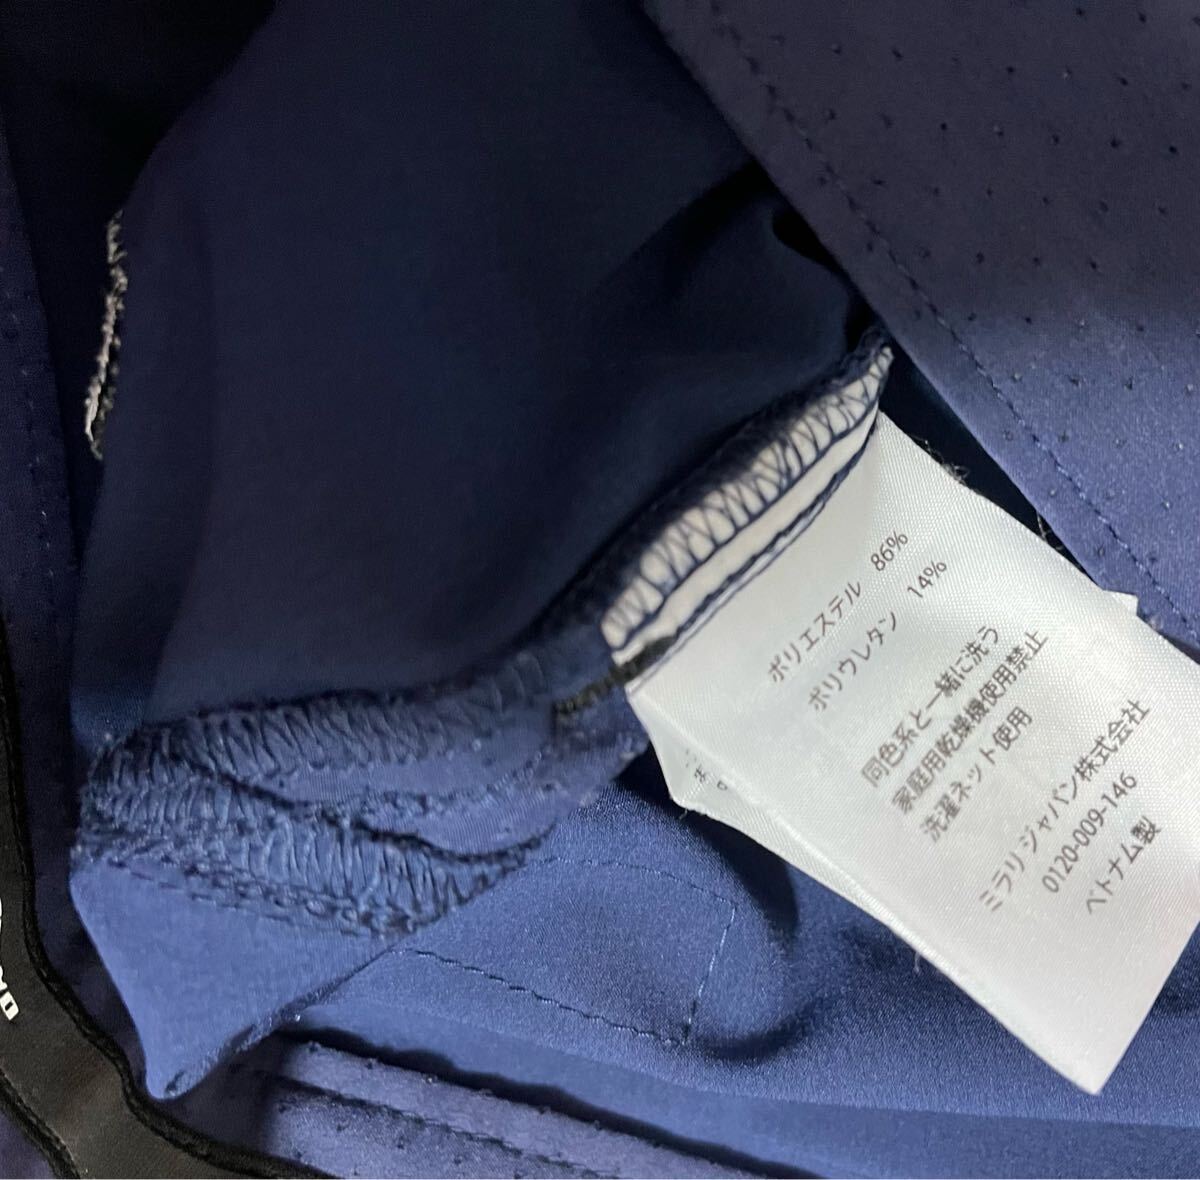 ポリエステル 86%
ポリウレタン 14%
同色系と一緒に洗う
家庭用乾燥機使用禁止
洗濯ネット使用
ミラリ ジャパン株式会社
0120-009-146
ベトナム製